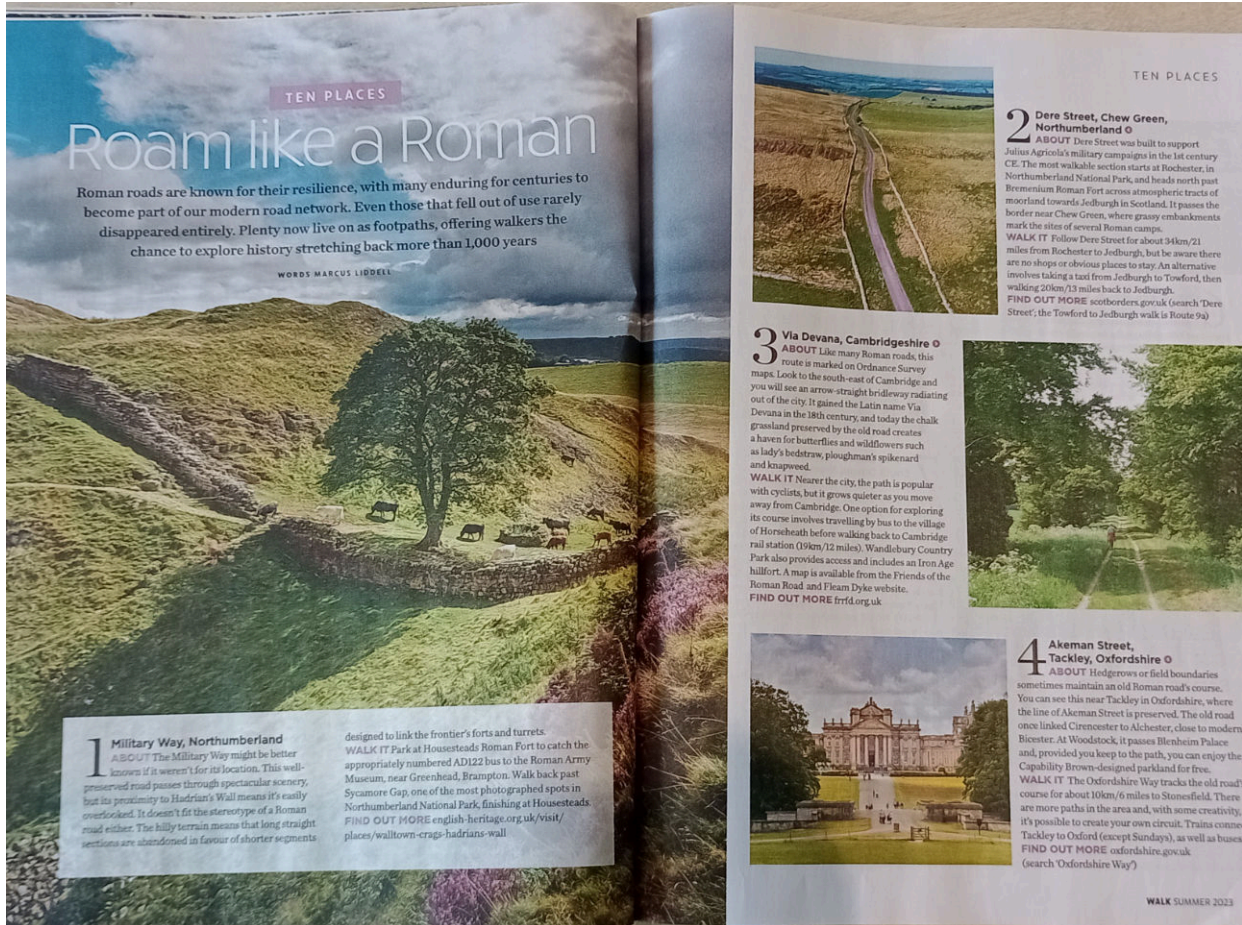 TEN PLACES
Roam like a Roman
Roman roads are known for their resilience, with many enduring for centuries to
become part of our modern road network. Even those that fell out of use rarely
disappeared entirely. Plenty now live on as footpaths, offering walkers the
chance to explore history stretching back more than 1,000 years
WORDS MARCUS LIDDELL
1 Military Way, Northumberland
ABOUT The Military Way might be better
known if it weren't for its location. This well-
preserved road passes through spectacular scenery,
but its proximity to Hadrian's Wall means it's easily
overlooked. It doesn't fit the stereotype of a Roman
road either. The hilly terrain means that long straight
sections are abandoned in favour of shorter segments
designed to link the frontier's forts and turrets.
WALK IT Park at Housesteads Roman Fort to catch the
appropriately numbered AD122 bus to the Roman Army
Museum, near Greenhead, Brampton. Walk back past
Sycamore Gap, one of the most photographed spots in
Northumberland National Park, finishing at Housesteads.
FIND OUT MORE english-heritage.org.uk/visit/
places/walltown-crags-hadrians-wall
TEN PLACES
2 Dere Street, Chew Green,
Northumberland
ABOUT Dere Street was built to support
Julius Agricola's military campaigns in the 1st century
CE. The most walkable section starts at Rochester, in
Northumberland National Park, and heads north past
Bremenium Roman Fort across atmospheric tracts of
moorland towards Jedburgh in Scotland. It passes the
border near Chew Green, where grassy embankments
mark the sites of several Roman camps.
WALK IT Follow Dere Street for about 34km/21
miles from Rochester to Jedburgh, but be aware there
are no shops or obvious places to stay. An alternative
involves taking a taxi from Jedburgh to Towford, then
walking 20km/13 miles back to Jedburgh.
FIND OUT MORE scotborders.gov.uk (search 'Dere
Street'; the Towford to Jedburgh walk is Route 9a)
3 Via Devana, Cambridgeshire
ABOUT Like many Roman roads, this
route is marked on Ordnance Survey
maps. Look to the south-east of Cambridge and
you will see an arrow-straight bridleway radiating
out of the city. It gained the Latin name Via
Devana in the 18th century, and today the chalk
grassland preserved by the old road creates
a haven for butterflies and wildflowers such
as lady's bedstraw, ploughman's spikenard
and knapweed.
WALK IT Nearer the city, the path is popular
with cyclists, but it grows quieter as you move
away from Cambridge. One option for exploring
its course involves travelling by bus to the village
of Horseheath before walking back to Cambridge
rail station (19km/12 miles). Wandlebury Country
Park also provides access and includes an Iron Age
hillfort. A map is available from the Friends of the
Roman Road and Fleam Dyke website.
FIND OUT MORE frrfd.org.uk
4 Akeman Street,
Tackley, Oxfordshire
ABOUT Hedgerows or field boundaries
sometimes maintain an old Roman road's course.
You can see this near Tackley in Oxfordshire, where
the line of Akeman Street is preserved. The old road
once linked Cirencester to Alchester, close to modern
Bicester. At Woodstock, it passes Blenheim Palace
and, provided you keep to the path, you can enjoy the
Capability Brown-designed parkland for free.
WALK IT The Oxfordshire Way tracks the old road'
course for about 10km/6 miles to Stonesfield. There
are more paths in the area and, with some creativity,
it's possible to create your own circuit. Trains conne
Tackley to Oxford (except Sundays), as well as buses
FIND OUT MORE oxfordshire.gov.uk
(search 'Oxfordshire Way')
WALK SUMMER 2023